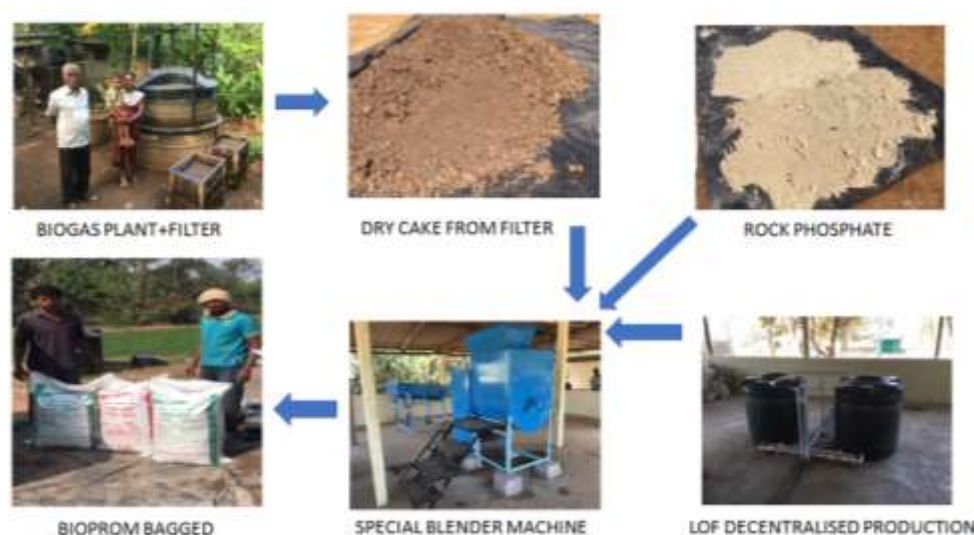 BIOGAS PLANT+FILTER
DRY CAKE FROM FILTER
ROCK PHOSPHATE
BIOPROM BAGGED
SPECIAL BLENDER MACHINE
LOF DECENTRALISED PRODUCTION